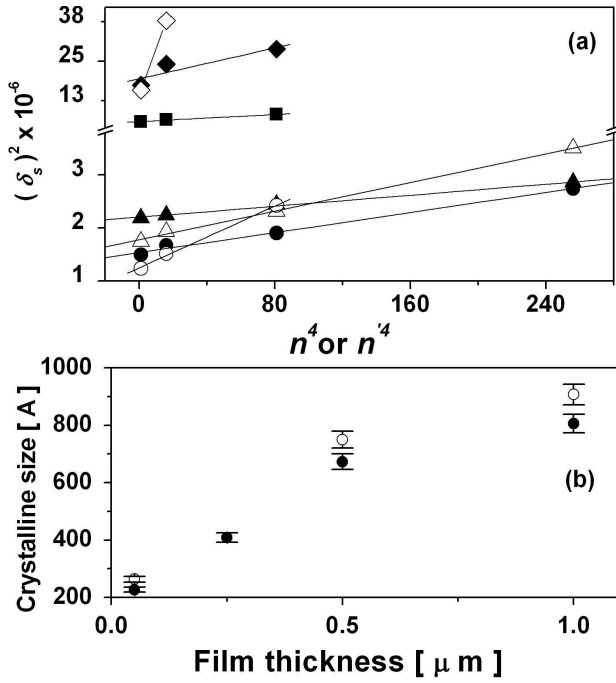 38
(a)
25
13
3
2
1
(δs)² x 10⁻⁶
0 80 160 240
n⁴ or n'⁴
1000
800
600
400
200
Crystalline size [ A ]
(b)
0.0 0.5 1.0
Film thickness [ μ m ]